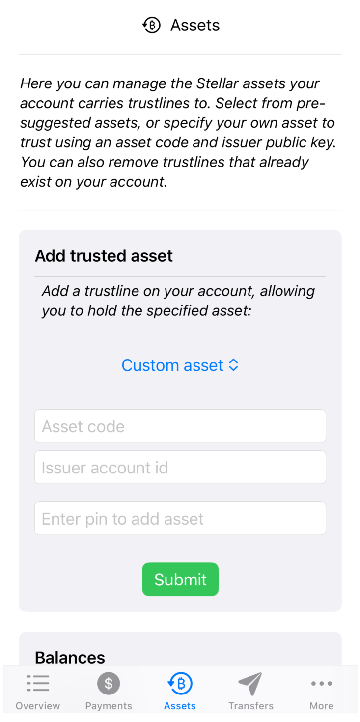 Assets
Here you can manage the Stellar assets your
account carries trustlines to. Select from pre-
suggested assets, or specify your own asset to
trust using an asset code and issuer public key.
You can also remove trustlines that already
exist on your account.
Add trusted asset
Add a trustline on your account, allowing
you to hold the specified asset:
Custom asset
Asset code
Issuer account id
Enter pin to add asset
Submit
Balances
Overview
Payments
Assets
Transfers
More